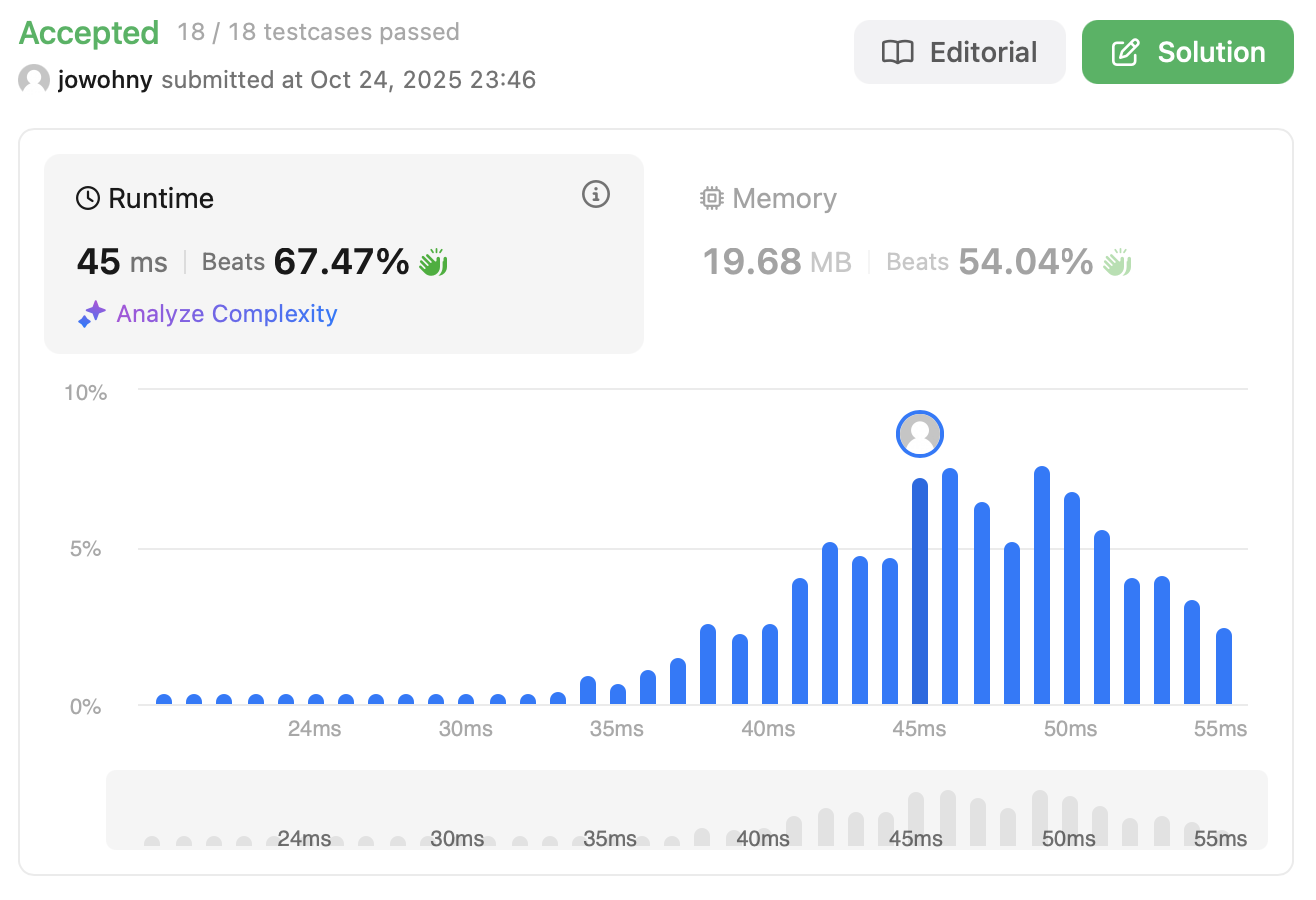 Accepted 18 / 18 testcases passed
jowohny submitted at Oct 24, 2025 23:46
Editorial
Solution
Runtime
45 ms Beats 67.47%
Analyze Complexity
Memory
19.68 MB Beats 54.04%
10%
5%
0%
24ms 30ms 35ms 40ms 45ms 50ms 55ms
24ms 30ms 35ms 40ms 45ms 50ms 55ms